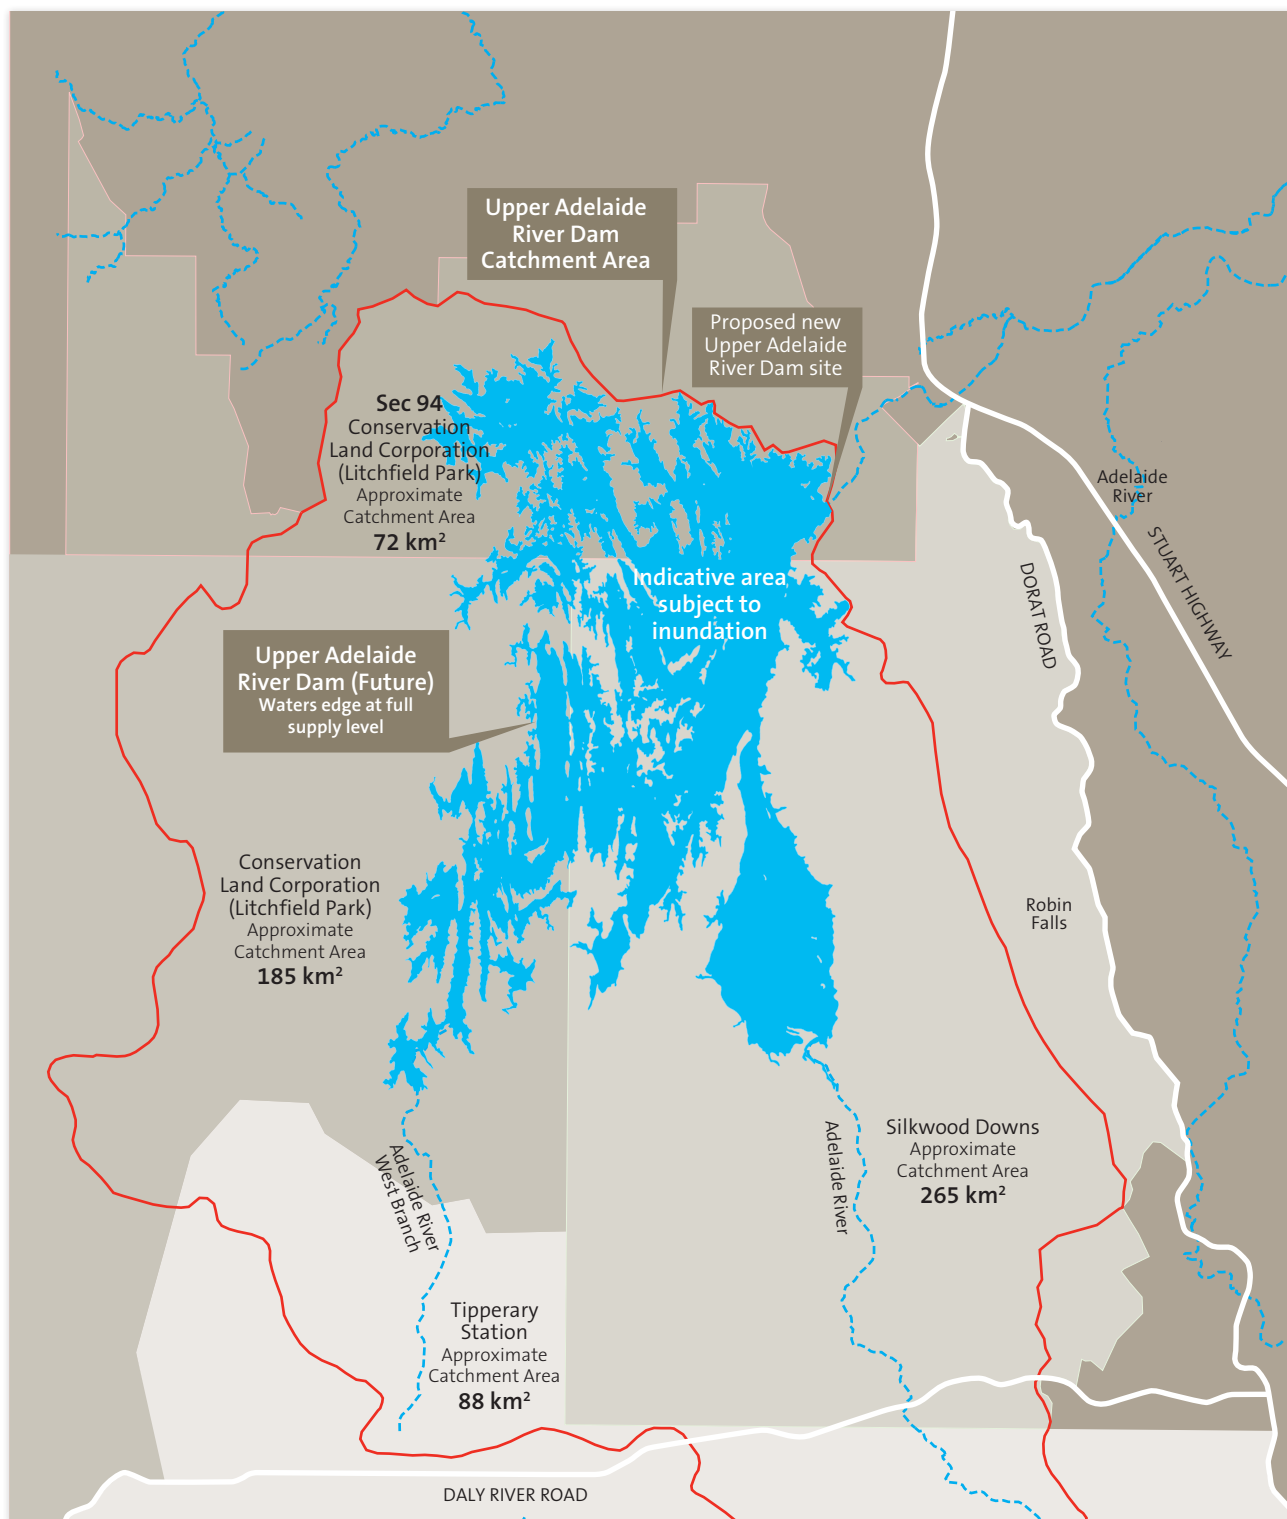 Upper Adelaide
River Dam
Catchment Area
Proposed new
Upper Adelaide
River Dam site
Sec 94
Conservation
Land Corporation
(Litchfield Park)
Approximate
Catchment Area
72 km²
Adelaide
River
STUART HIGHWAY
DORAT ROAD
Indicative area
subject to
inundation
Upper Adelaide
River Dam (Future)
Waters edge at full
supply level
Conservation
Land Corporation
(Litchfield Park)
Approximate
Catchment Area
185 km²
Robin
Falls
Silkwood Downs
Approximate
Catchment Area
265 km²
Adelaide River
Adelaide River
West Branch
Tipperary
Station
Approximate
Catchment Area
88 km²
DALY RIVER ROAD